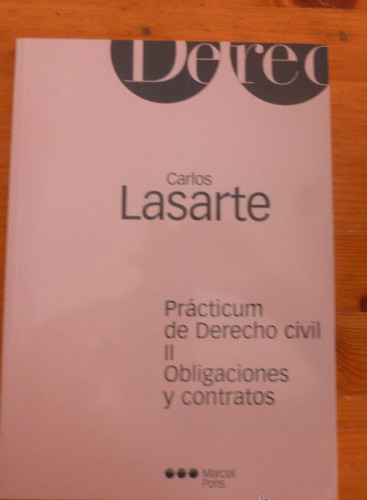 Derec
Carlos
Lasarte
Prácticum
de Derecho civil
II
Obligaciones
y contratos
Marcial
Pons